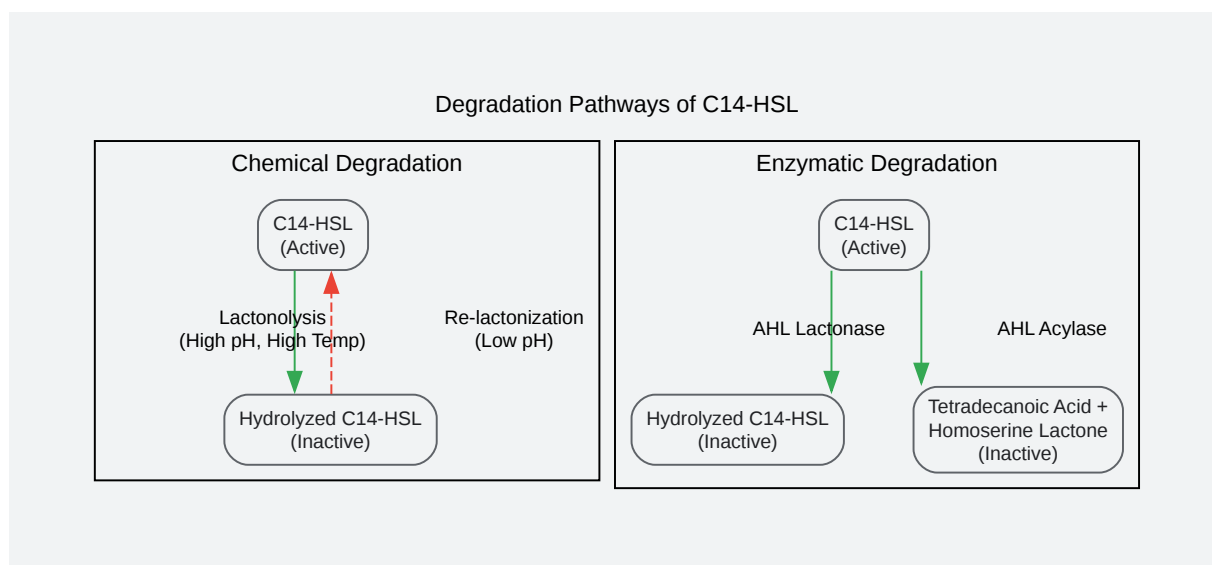 Degradation Pathways of C14-HSL
Chemical Degradation
C14-HSL
(Active)
Lactonolysis
(High pH, High Temp)
Re-lactonization
(Low pH)
Hydrolyzed C14-HSL
(Inactive)
Enzymatic Degradation
C14-HSL
(Active)
AHL Lactonase
AHL Acylase
Hydrolyzed C14-HSL
(Inactive)
Tetradecanoic Acid +
Homoserine Lactone
(Inactive)